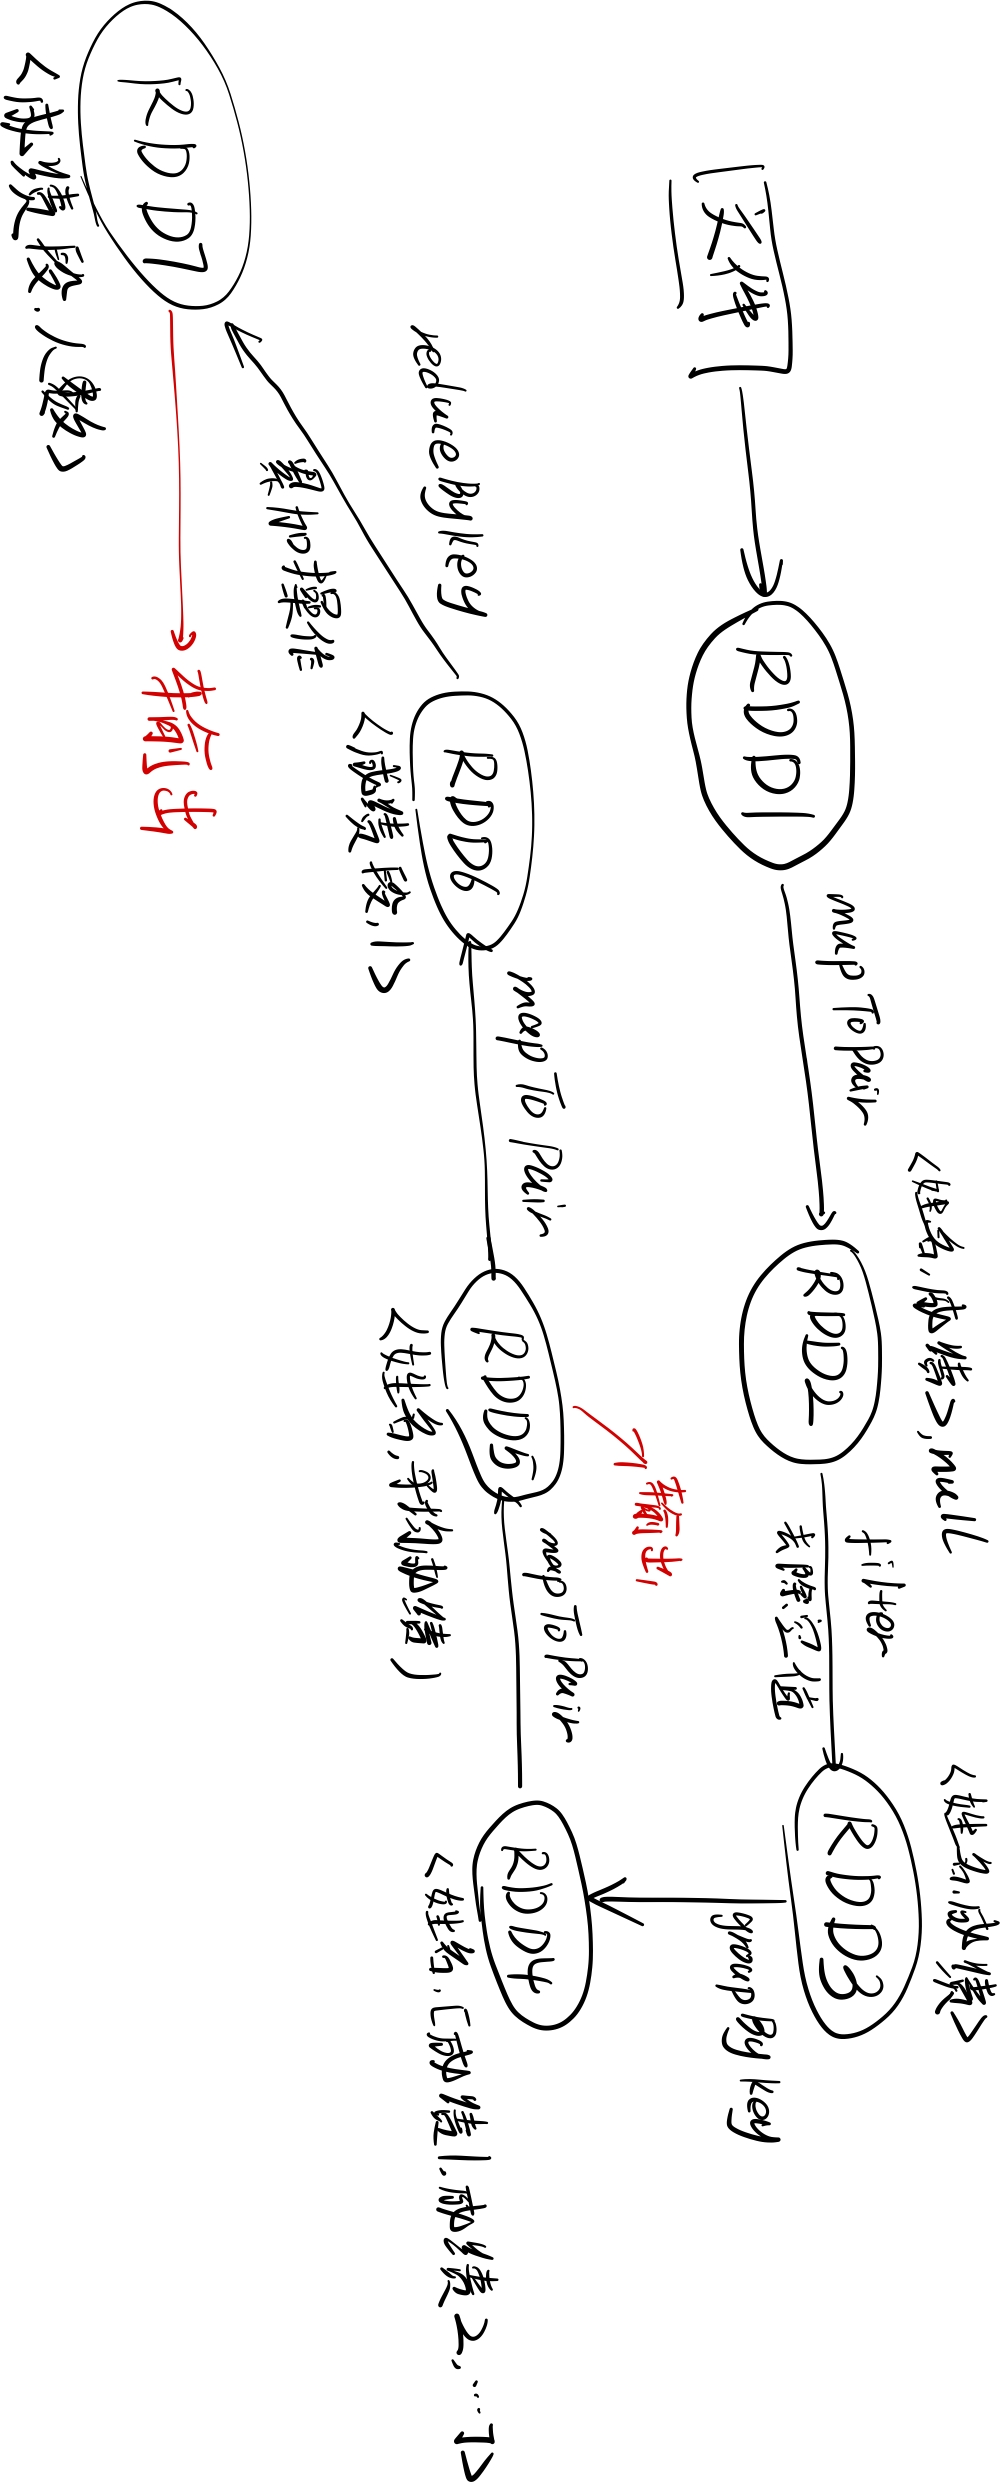 文件
RDD1
mapToPair
<姓名,成绩>,null
RDD2
filter
去除空值
<姓名,成绩>
RDD3
groupByKey
RDD4
<姓名,[成绩1,成绩2,...]>
mapToPair
输出
RDD5
<姓名,平均成绩)
mapToPair
RDD6
<成绩段,1>
reduceByKey
累加操作
RDD7
<成绩段,人数>
输出